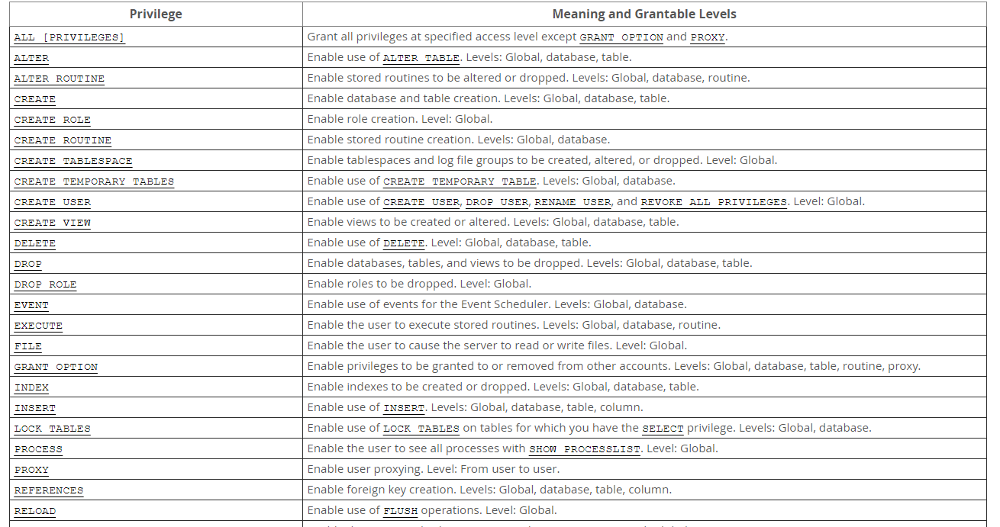 Privilege Meaning and Grantable Levels
ALL [PRIVILEGES] Grant all privileges at specified access level except GRANT OPTION and PROXY.
ALTER Enable use of ALTER TABLE. Levels: Global, database, table.
ALTER ROUTINE Enable stored routines to be altered or dropped. Levels: Global, database, routine.
CREATE Enable database and table creation. Levels: Global, database, table.
CREATE ROLE Enable role creation. Level: Global.
CREATE ROUTINE Enable stored routine creation. Levels: Global, database.
CREATE TABLESPACE Enable tablespaces and log file groups to be created, altered, or dropped. Level: Global.
CREATE TEMPORARY TABLES Enable use of CREATE TEMPORARY TABLE. Levels: Global, database.
CREATE USER Enable use of CREATE USER, DROP USER, RENAME USER, and REVOKE ALL PRIVILEGES. Level: Global.
CREATE VIEW Enable views to be created or altered. Levels: Global, database, table.
DELETE Enable use of DELETE. Level: Global, database, table.
DROP Enable databases, tables, and views to be dropped. Levels: Global, database, table.
DROP ROLE Enable roles to be dropped. Level: Global.
EVENT Enable use of events for the Event Scheduler. Levels: Global, database.
EXECUTE Enable the user to execute stored routines. Levels: Global, database, routine.
FILE Enable the user to cause the server to read or write files. Level: Global.
GRANT OPTION Enable privileges to be granted to or removed from other accounts. Levels: Global, database, table, routine, proxy.
INDEX Enable indexes to be created or dropped. Levels: Global, database, table.
INSERT Enable use of INSERT. Levels: Global, database, table, column.
LOCK TABLES Enable use of LOCK TABLES on tables for which you have the SELECT privilege. Levels: Global, database.
PROCESS Enable the user to see all processes with SHOW PROCESSLIST. Level: Global.
PROXY Enable user proxying. Level: From user to user.
REFERENCES Enable foreign key creation. Levels: Global, database, table, column.
RELOAD Enable use of FLUSH operations. Level: Global.